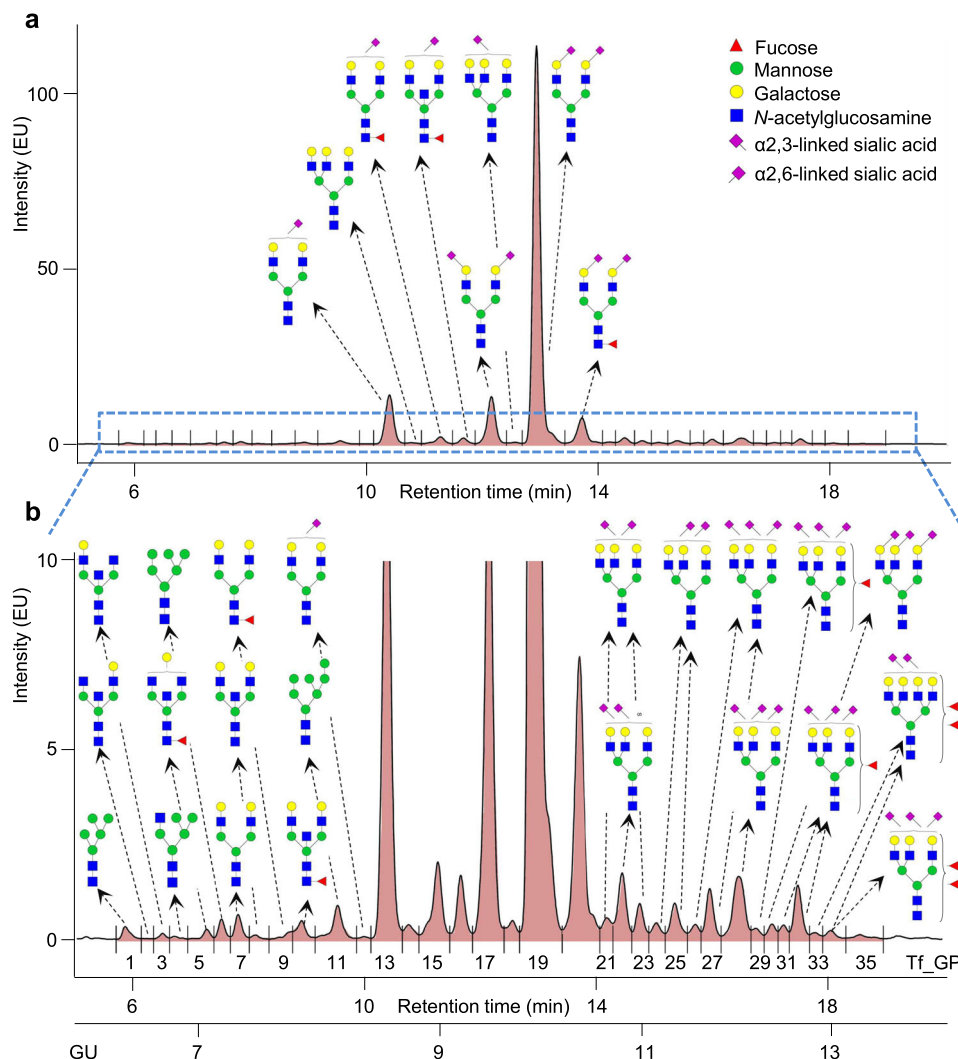 a
Intensity (EU)
100
50
0
Fucose
Mannose
Galactose
N-acetylglucosamine
α2,3-linked sialic acid
α2,6-linked sialic acid
6 10 Retention time (min) 14 18
b
Intensity (EU)
10
5
0
1 3 5 7 9 11 13 15 17 19 21 23 25 27 29 31 33 35 Tf_GP
6 10 Retention time (min) 14 18
GU 7 9 11 13